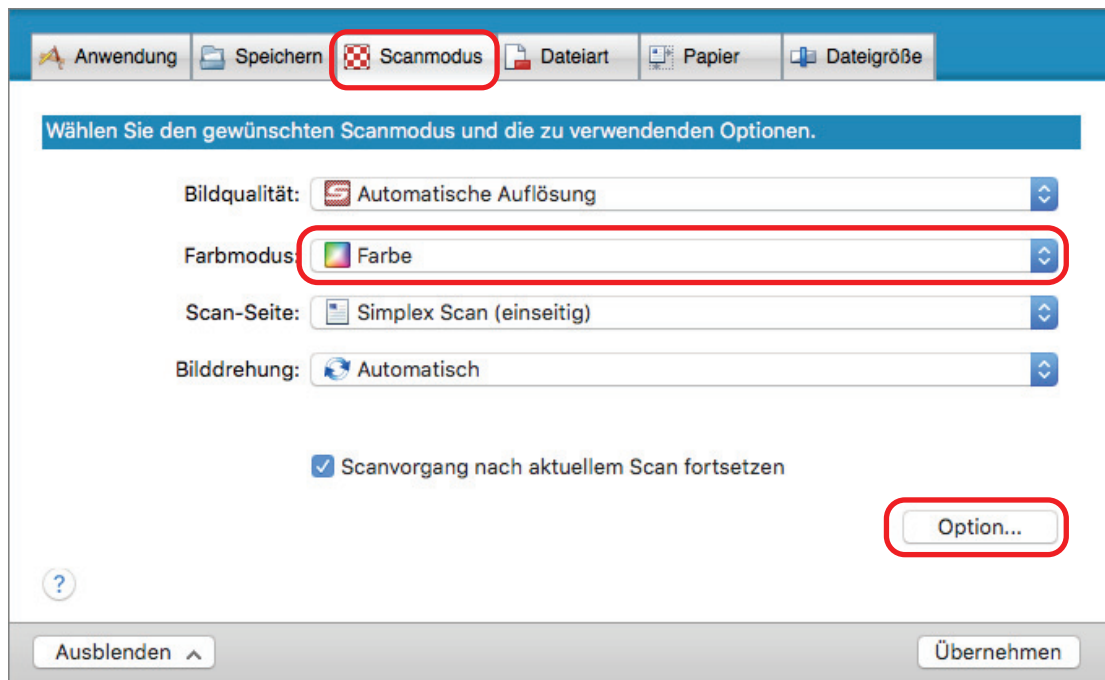 Anwendung Speichern Scanmodus Dateiart Papier Dateigröße
Wählen Sie den gewünschten Scanmodus und die zu verwendenden Optionen.
Bildqualität: Automatische Auflösung
Farbmodus: Farbe
Scan-Seite: Simplex Scan (einseitig)
Bilddrehung: Automatisch
Scanvorgang nach aktuellem Scan fortsetzen
Option...
?
Ausblenden Übernehmen